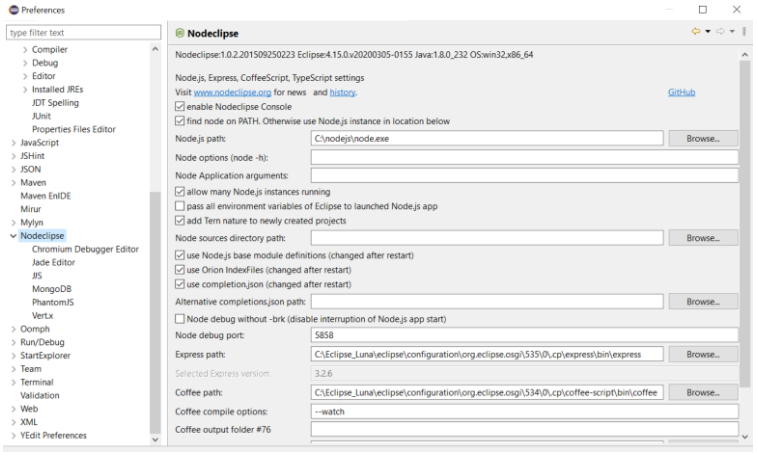 Preferences
type filter text
Compiler
Debug
Editor
Installed JREs
JDT Spelling
JUnit
Properties Files Editor
JavaScript
JSHint
JSON
Maven
Maven EnIDE
Mirur
Mylyn
Nodeclipse
Chromium Debugger Editor
Jade Editor
JJS
MongoDB
PhantomJS
Vert.x
Oomph
Run/Debug
StartExplorer
Team
Terminal
Validation
Web
XML
YEdit Preferences
Nodeclipse
Nodeclipse:1.0.2.201509250223 Eclipse:4.15.0.v20200305-0155 Java:1.8.0_232 OS:win32,x86_64
Node.js, Express, CoffeeScript, TypeScript settings
Visit www.nodeclipse.org for news and history. GitHub
enable Nodeclipse Console
find node on PATH. Otherwise use Node.js instance in location below
Node.js path: C:\nodejs\node.exe Browse...
Node options (node -h):
Node Application arguments:
allow many Node.js instances running
pass all environment variables of Eclipse to launched Node.js app
add Tern nature to newly created projects
Node sources directory path: Browse...
use Node.js base module definitions (changed after restart)
use Orion IndexFiles (changed after restart)
use completion.json (changed after restart)
Alternative completions.json path: Browse...
Node debug without -brk (disable interruption of Node.js app start)
Node debug port: 5858
Express path: C:\Eclipse_Luna\eclipse\configuration\org.eclipse.osgi\535\0\.cp\express\bin\express Browse...
Selected Express version: 3.2.6
Coffee path: C:\Eclipse_Luna\eclipse\configuration\org.eclipse.osgi\534\0\.cp\coffee-script\bin\coffee Browse...
Coffee compile options: --watch
Coffee output folder #76